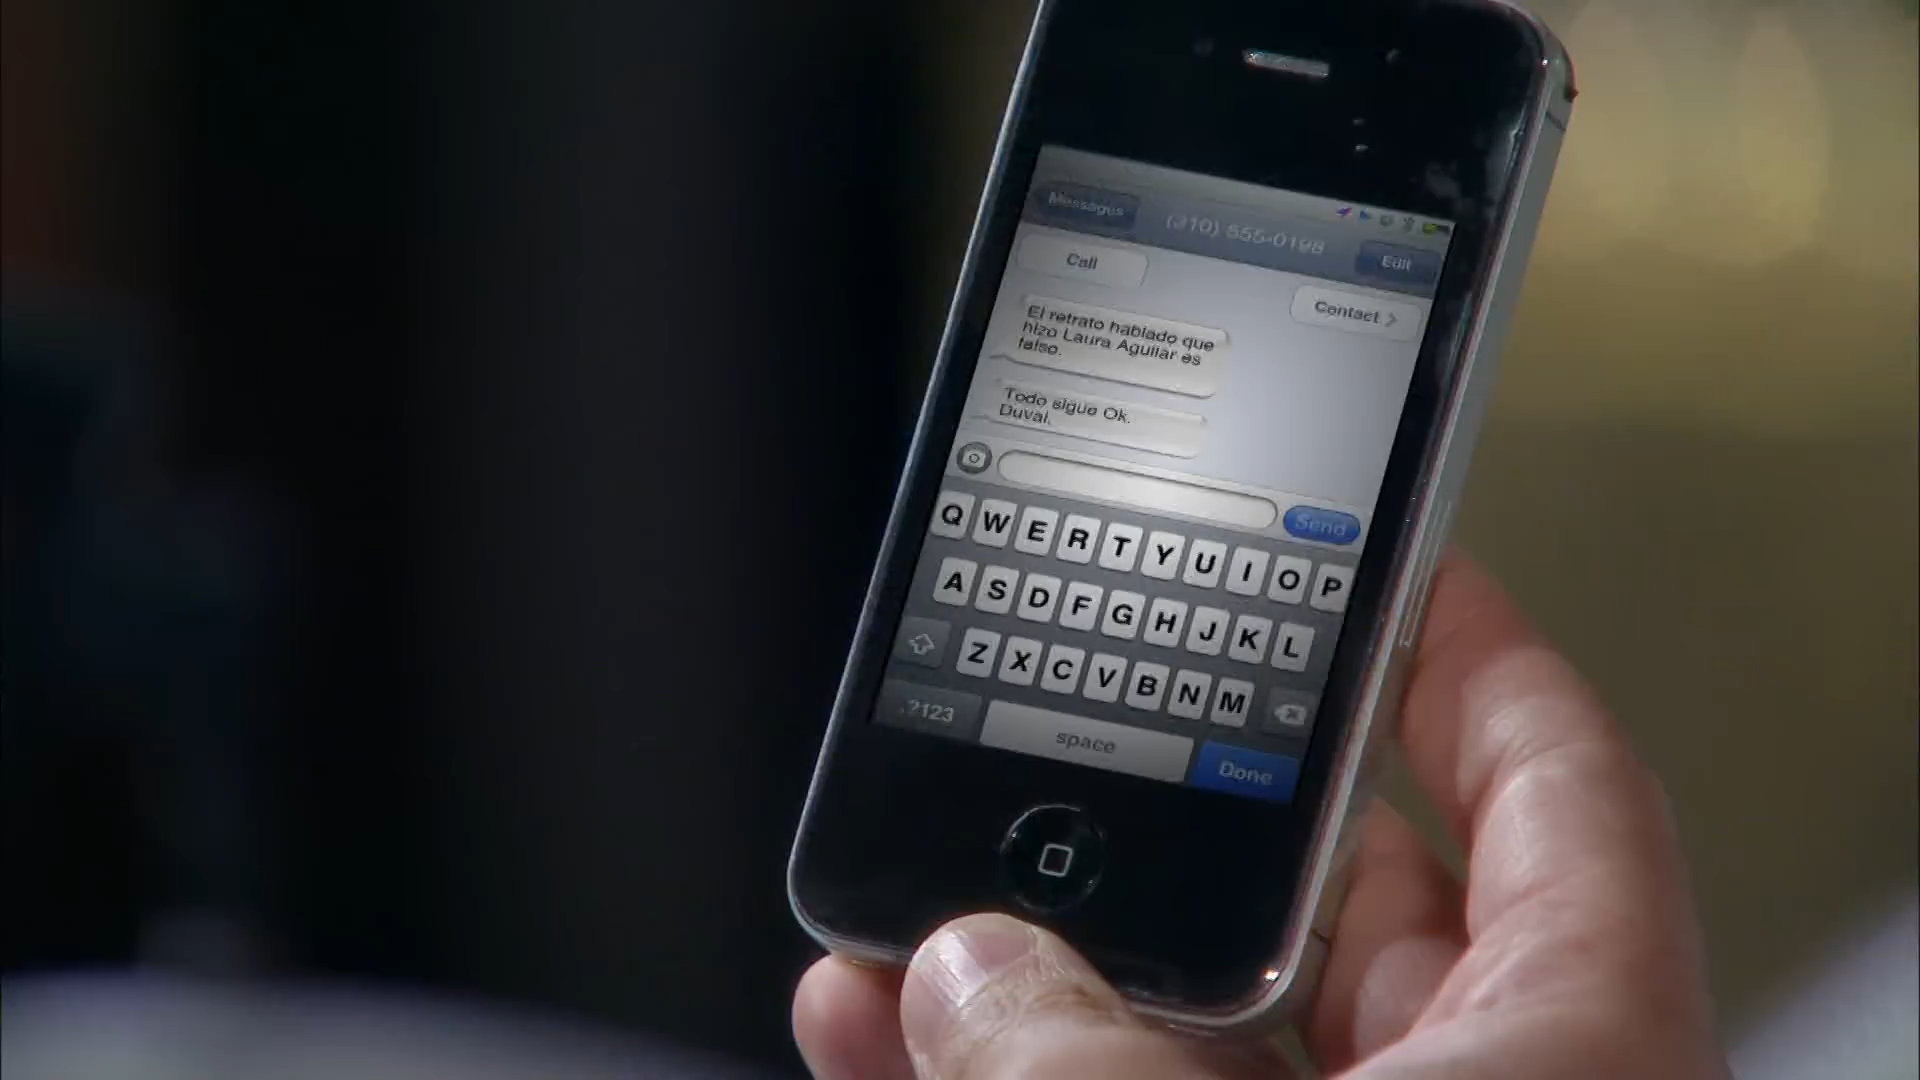 Messages
(310) 555-0198
Edit
Call
Contact
El retrato hablado que
hizo Laura Aguilar es
falso.
Todo sigue Ok.
Duval.
Send
Q W E R T Y U I O P
A S D F G H J K L
Z X C V B N M
.?123
space
Done